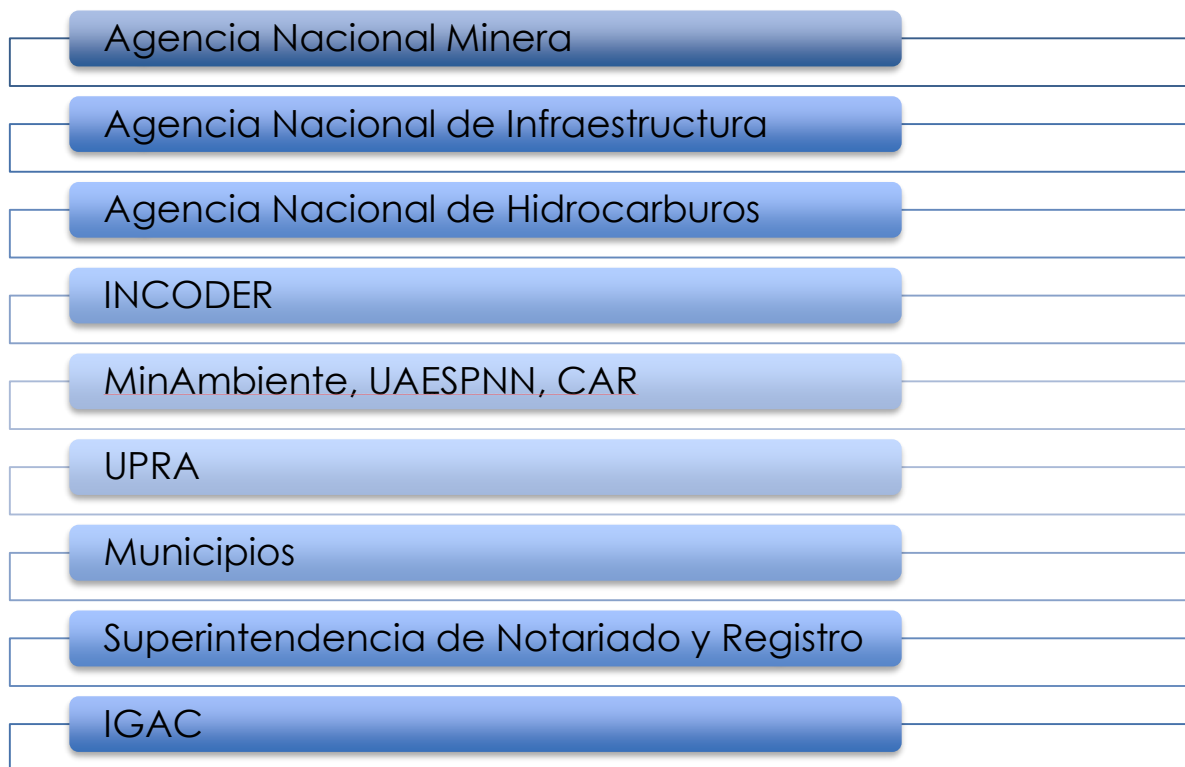 Agencia Nacional Minera
Agencia Nacional de Infraestructura
Agencia Nacional de Hidrocarburos
INCODER
MinAmbiente, UAESPNN, CAR
UPRA
Municipios
Superintendencia de Notariado y Registro
IGAC